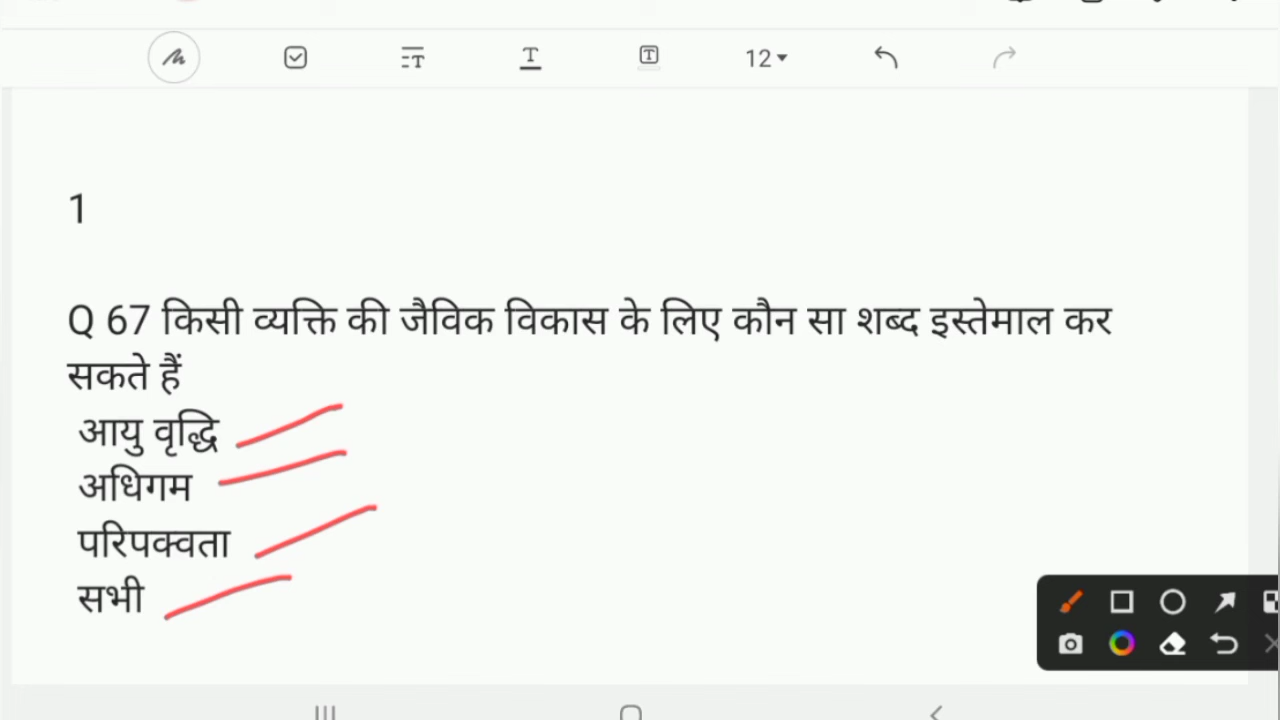 12
1
Q 67 किसी व्यक्ति की जैविक विकास के लिए कौन सा शब्द इस्तेमाल कर
सकते हैं
आयु वृद्धि
अधिगम
परिपक्वता
सभी